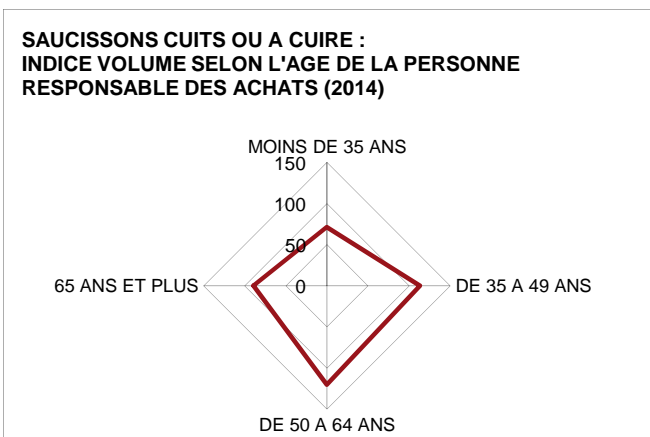 SAUCISSONS CUITS OU A CUIRE :
INDICE VOLUME SELON L'AGE DE LA PERSONNE
RESPONSABLE DES ACHATS (2014)
MOINS DE 35 ANS
150
100
50
65 ANS ET PLUS 0 DE 35 A 49 ANS
DE 50 A 64 ANS